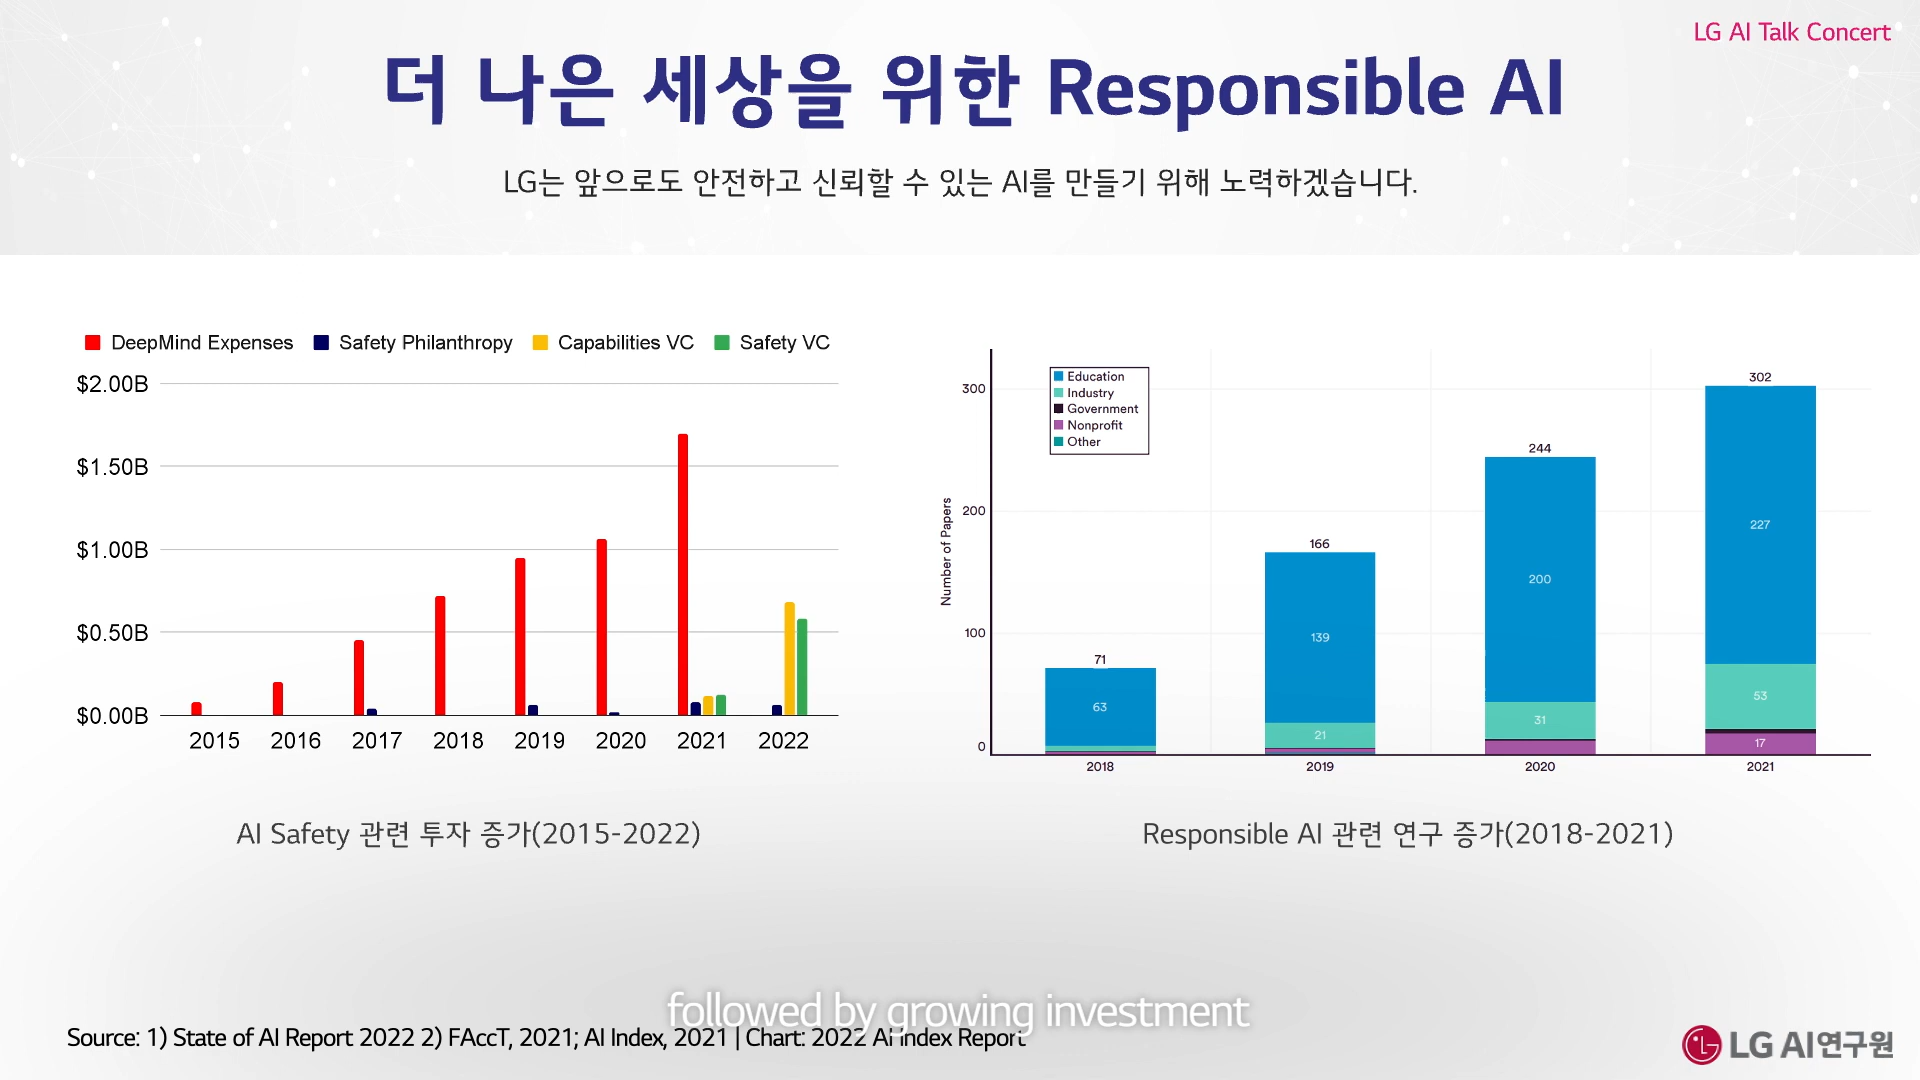 LG AI Talk Concert
더 나은 세상을 위한 Responsible AI
LG는 앞으로도 안전하고 신뢰할 수 있는 AI를 만들기 위해 노력하겠습니다.
DeepMind Expenses Safety Philanthropy Capabilities VC Safety VC
$2.00B
$1.50B
$1.00B
$0.50B
$0.00B
2015 2016 2017 2018 2019 2020 2021 2022
AI Safety 관련 투자 증가(2015-2022)
Education
Industry
Government
Nonprofit
Other
Number of Papers
300
200
100
0
71
63
166
139
21
244
200
31
302
227
53
17
2018 2019 2020 2021
Responsible AI 관련 연구 증가(2018-2021)
followed by growing investment
Source: 1) State of AI Report 2022 2) FAccT, 2021; AI Index, 2021 | Chart: 2022 AI Index Report
LG AI연구원